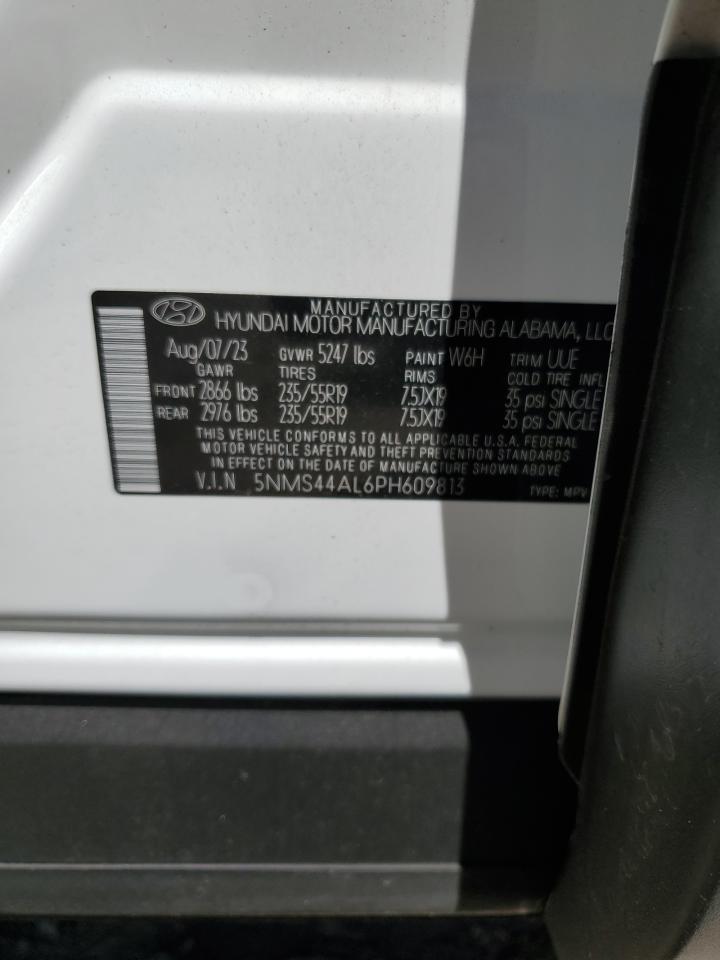 MANUFACTURED BY
HYUNDAI MOTOR MANUFACTURING ALABAMA, LLC
Aug/07/23 GVWR 5247 lbs PAINT W6H TRIM UUE
GAWR TIRES RIMS COLD TIRE INFL
FRONT 2866 lbs 235/55R19 7.5JX19 35 psi SINGLE
REAR 2976 lbs 235/55R19 7.5JX19 35 psi SINGLE
THIS VEHICLE CONFORMS TO ALL APPLICABLE U.S.A. FEDERAL
MOTOR VEHICLE SAFETY AND THEFT PREVENTION STANDARDS
IN EFFECT ON THE DATE OF MANUFACTURE SHOWN ABOVE
V.I.N 5NMS44AL6PH609813 TYPE: MPV